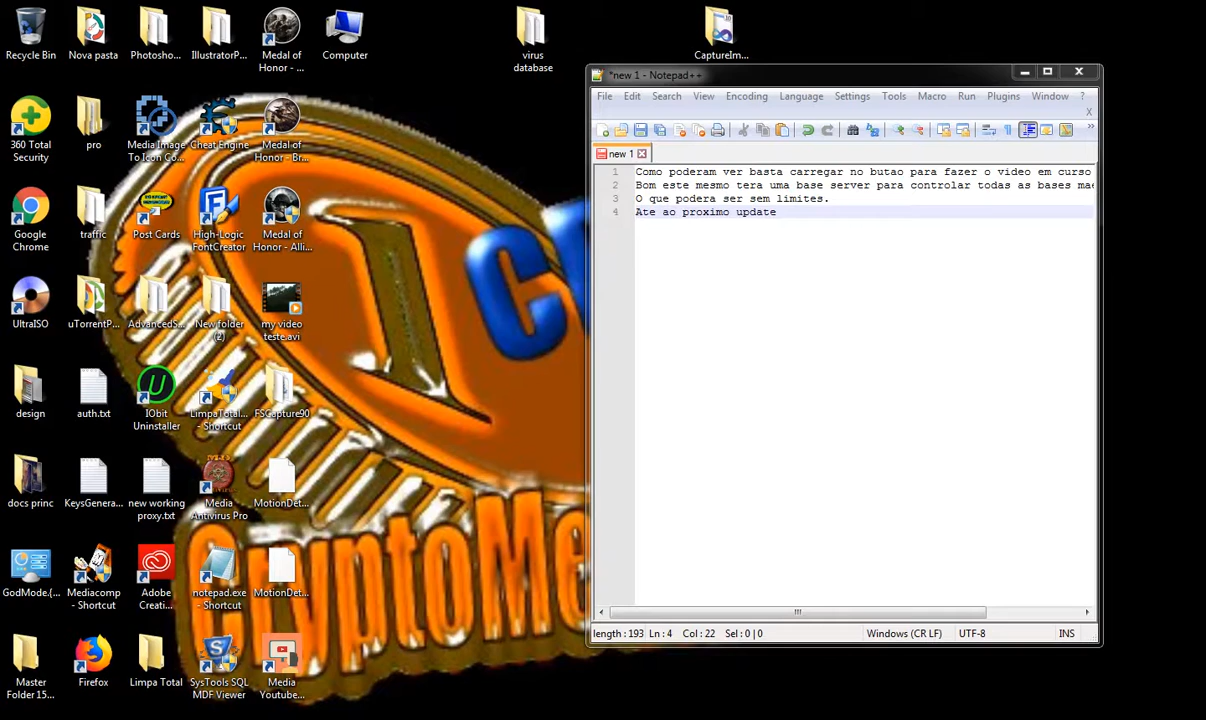 Recycle Bin
Nova pasta
Photosho...
IllustratorP...
Medal of
Honor - ...
Computer
virus
database
CaptureIm...
*new 1 - Notepad++
File Edit Search View Encoding Language Settings Tools Macro Run Plugins Window ?
X
new 1
1 Como poderam ver basta carregar no butao para fazer o video em curso
2 Bom este mesmo tera uma base server para controlar todas as bases
3 O que podera ser sem limites.
4 Ate ao proximo update
length : 193 Ln : 4 Col : 22 Sel : 0 | 0 Windows (CR LF) UTF-8 INS
360 Total
Security
pro
Media Image
To Icon Co...
Cheat Engine
Medal of
Honor - Br...
Google
Chrome
traffic
Post Cards
High-Logic
FontCreator
Medal of
Honor - Alli...
UltraISO
uTorrentP...
AdvancedS...
New folder
(2)
my video
teste.avi
design
auth.txt
IObit
Uninstaller
LimpaTotal...
- Shortcut
FSCapture90
docs princ
KeysGenera...
new working
proxy.txt
Media
Antivirus Pro
MotionDet...
GodMode.{...
Mediacomp
- Shortcut
Adobe
Creati...
notepad.exe
- Shortcut
MotionDet...
Master
Folder 15...
Firefox
Limpa Total
SysTools SQL
MDF Viewer
Media
Youtube...
C
CryptoMe